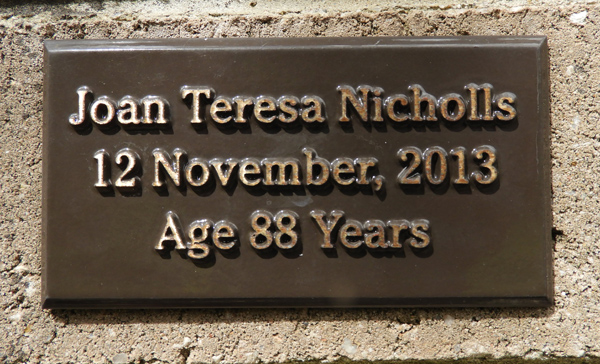 Joan Teresa Nicholls
12 November, 2013
Age 88 Years